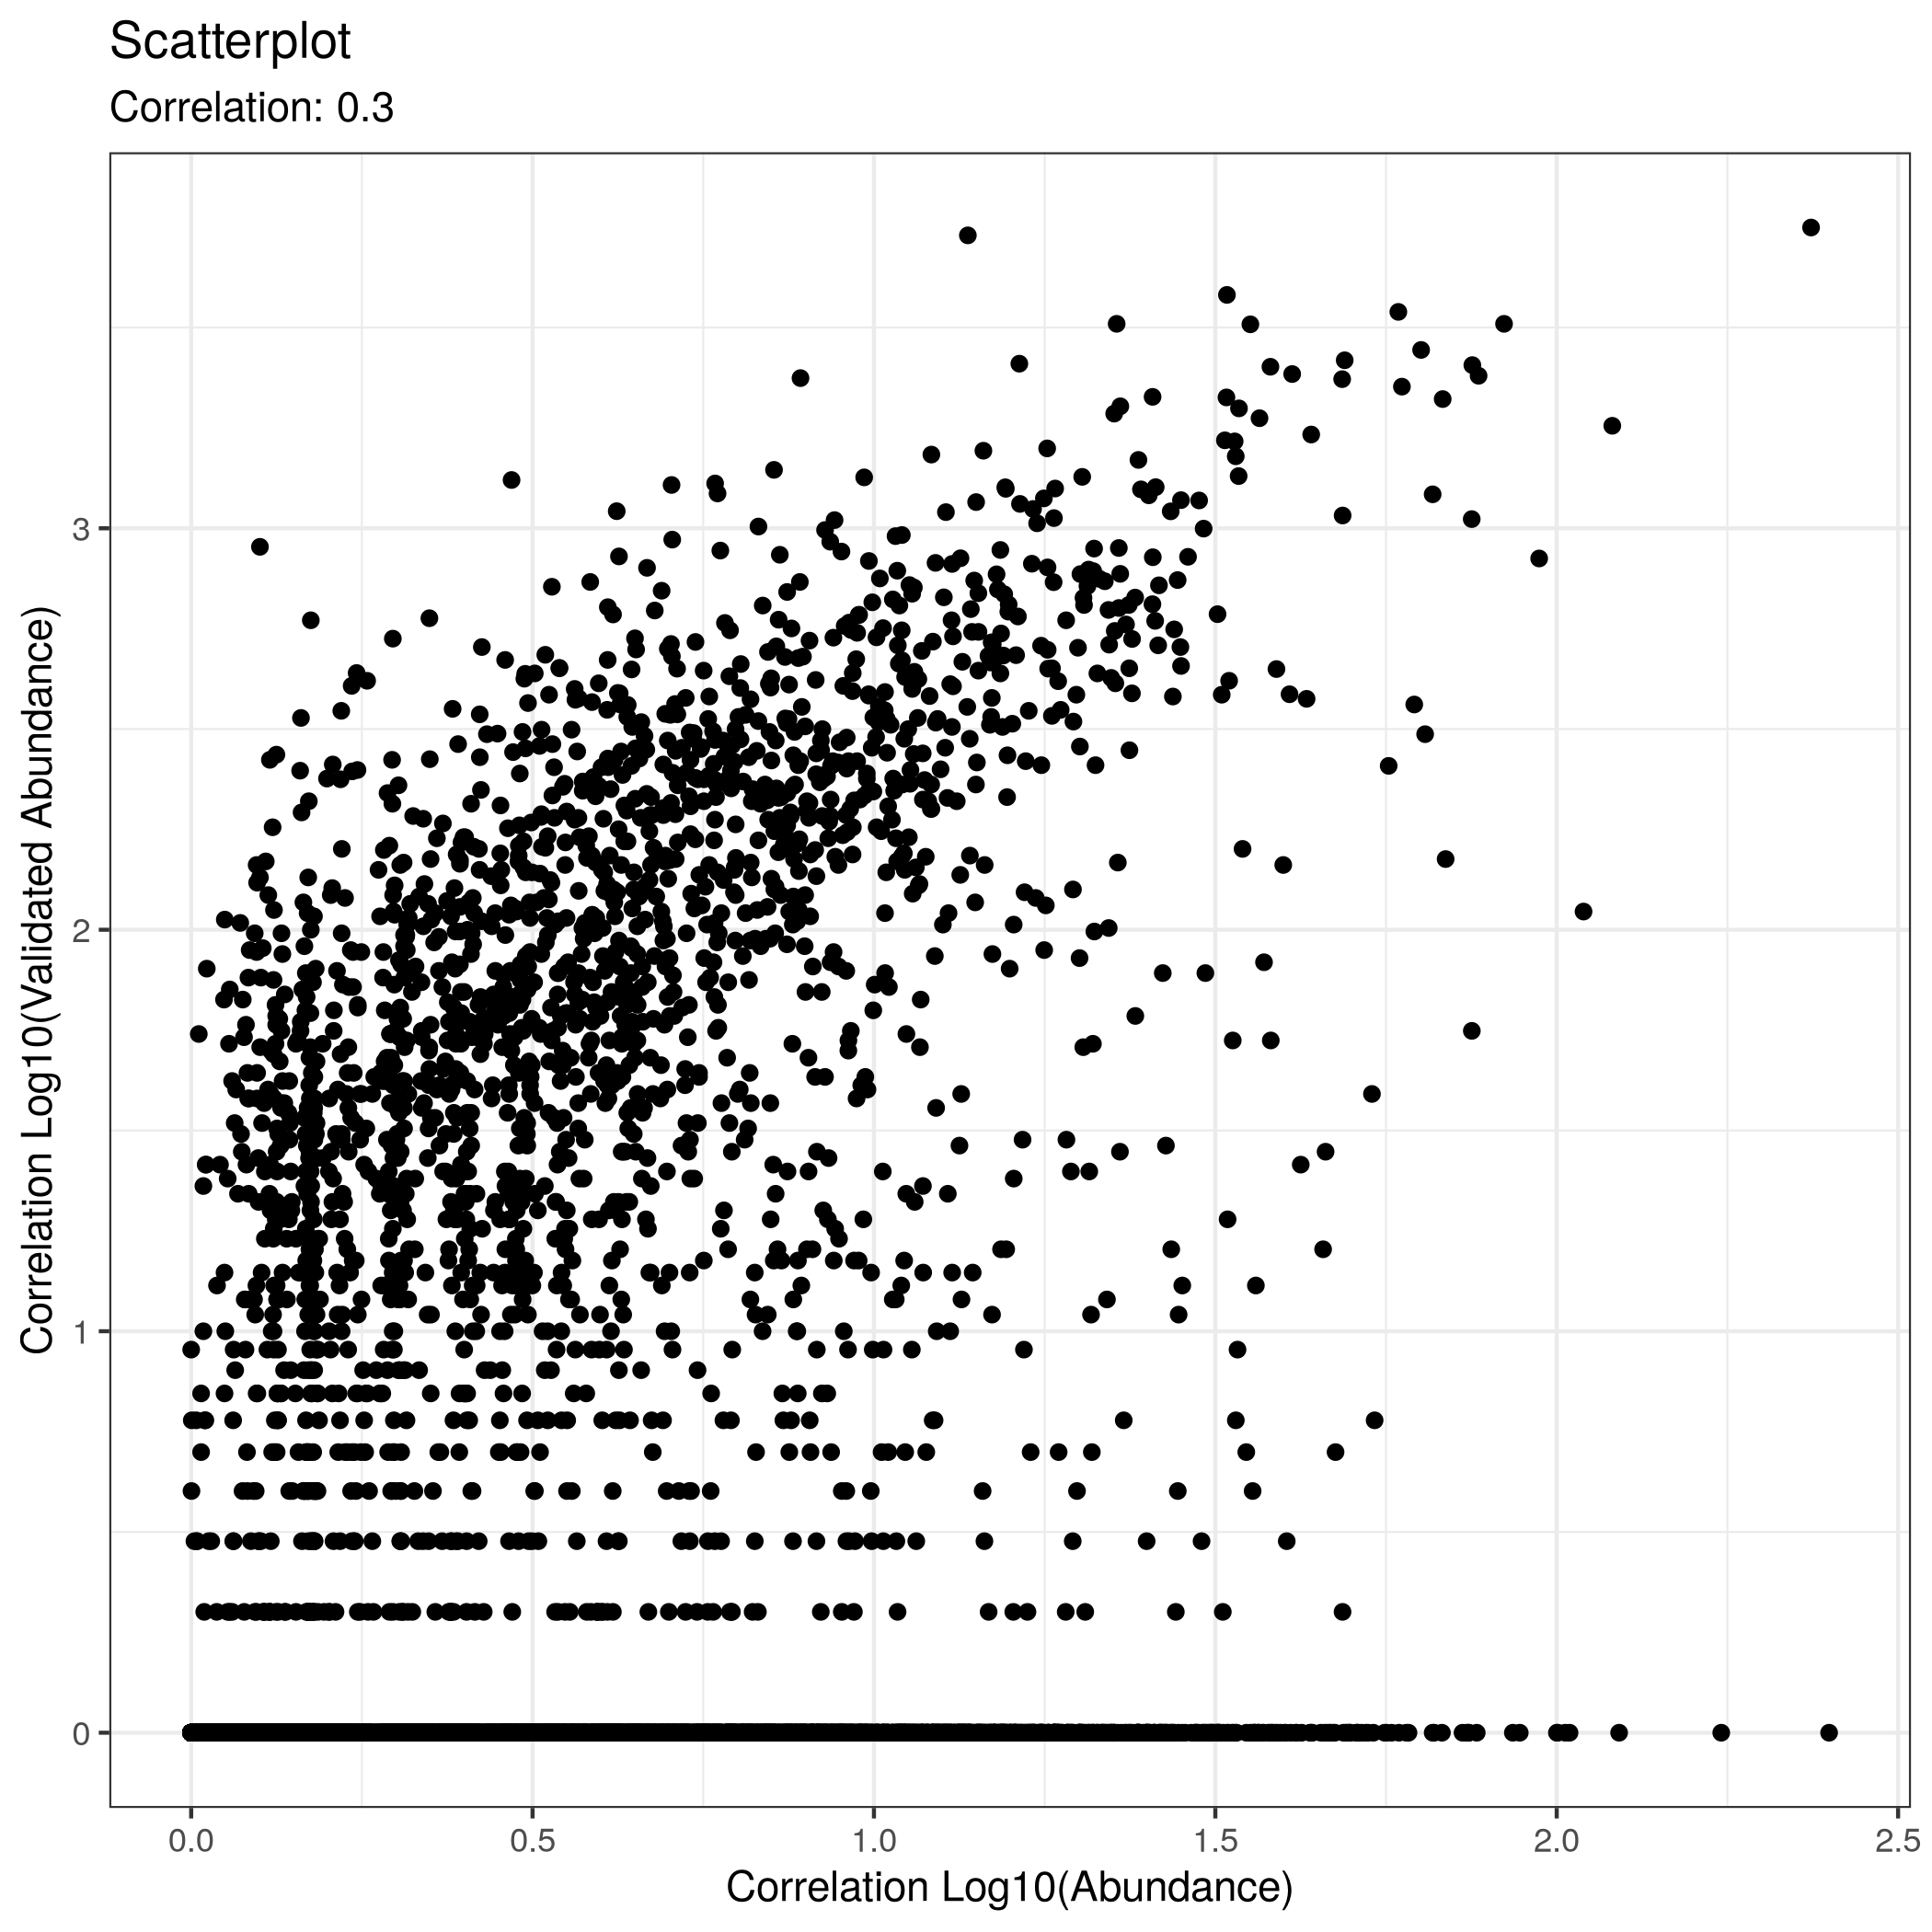 Scatterplot
Correlation: 0.3
Correlation Log10(Validated Abundance)
3
2
1
0
0.0 0.5 1.0 1.5 2.0 2.5
Correlation Log10(Abundance)